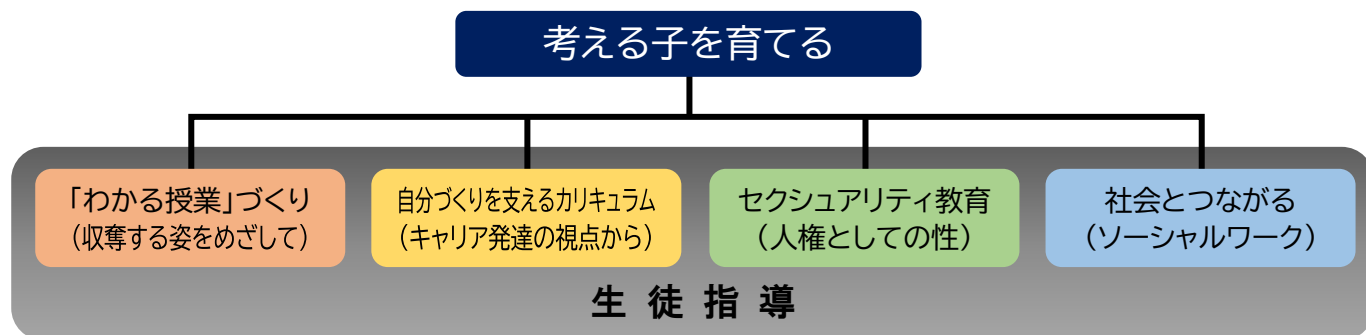 考える子を育てる
「わかる授業」づくり
（収奪する姿をめざして）
自分づくりを支えるカリキュラム
（キャリア発達の視点から）
セクシュアリティ教育
（人権としての性）
社会とつながる
（ソーシャルワーク）
生 徒 指 導